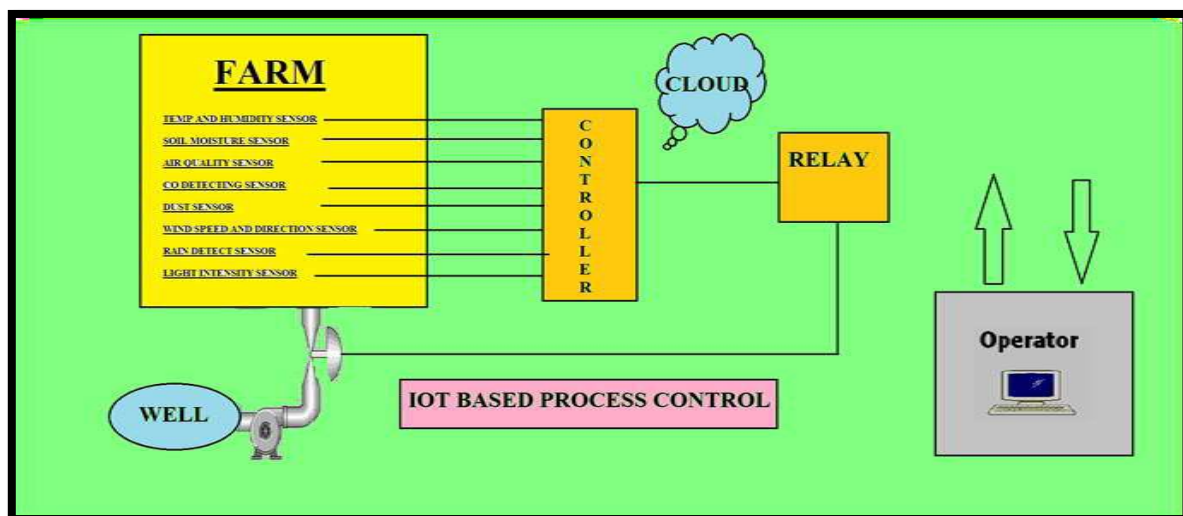 FARM
TEMP AND HUMIDITY SENSOR
SOIL MOISTURE SENSOR
AIR QUALITY SENSOR
CO DETECTING SENSOR
DUST SENSOR
WIND SPEED AND DIRECTION SENSOR
RAIN DETECT SENSOR
LIGHT INTENSITY SENSOR
CONTROLLER
CLOUD
RELAY
Operator
WELL
IOT BASED PROCESS CONTROL